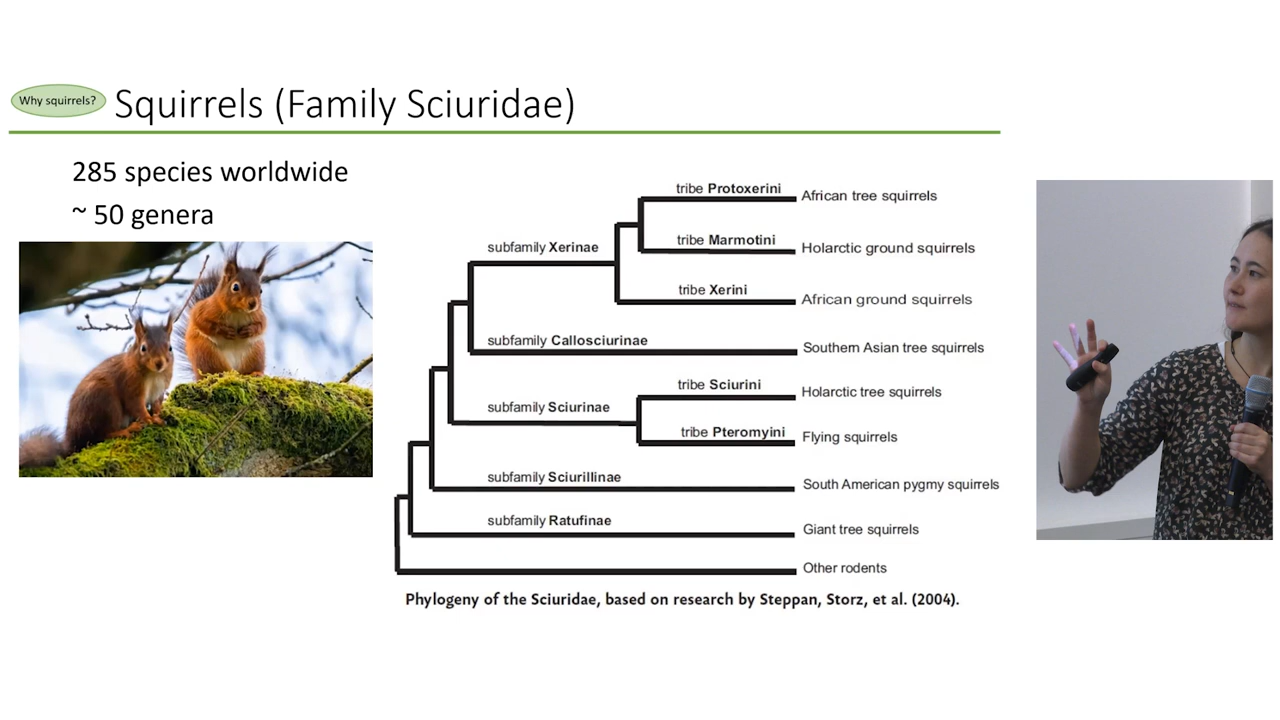 Why squirrels?
Squirrels (Family Sciuridae)
285 species worldwide
~ 50 genera
tribe Protoxerini
African tree squirrels
tribe Marmotini
Holarctic ground squirrels
subfamily Xerinae
tribe Xerini
African ground squirrels
subfamily Callosciurinae
Southern Asian tree squirrels
tribe Sciurini
Holarctic tree squirrels
subfamily Sciurinae
tribe Pteromyini
Flying squirrels
subfamily Sciurillinae
South American pygmy squirrels
subfamily Ratufinae
Giant tree squirrels
Other rodents
Phylogeny of the Sciuridae, based on research by Steppan, Storz, et al. (2004).